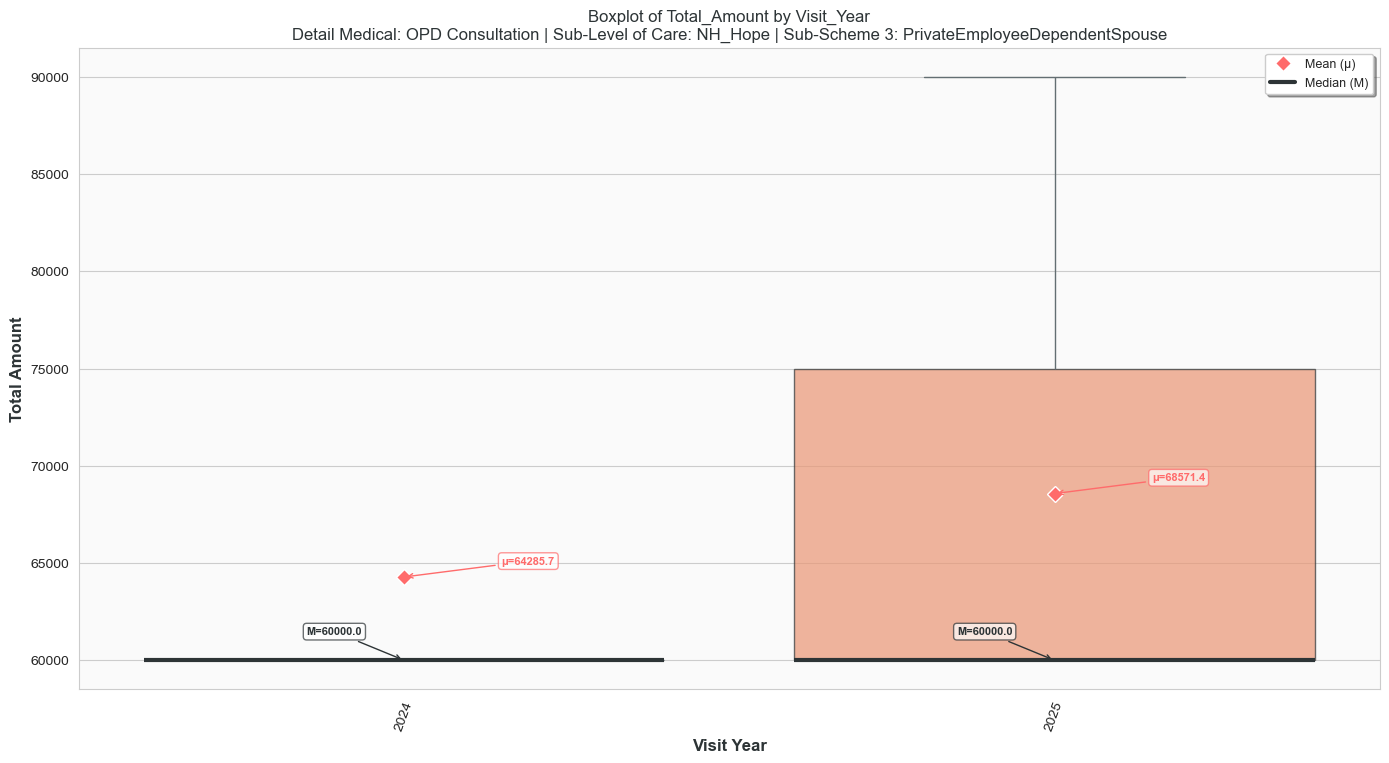 Boxplot of Total_Amount by Visit_Year
Detail Medical: OPD Consultation | Sub-Level of Care: NH_Hope | Sub-Scheme 3: PrivateEmployeeDependentSpouse
Mean (μ)
Median (M)
Total Amount
90000
85000
80000
75000
70000
65000
60000
μ=68571.4
μ=64285.7
M=60000.0
M=60000.0
2024
2025
Visit Year